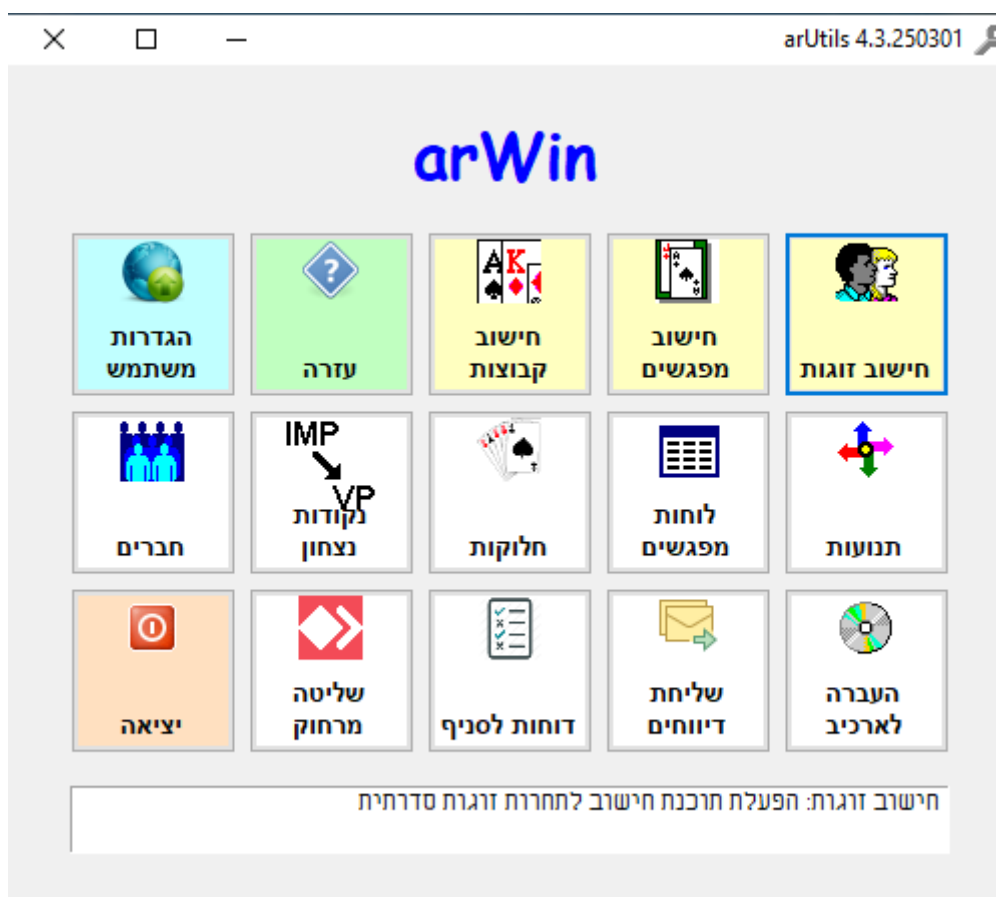 arUtils 4.3.250301
arWin
חישוב זוגות
חישוב
מפגשים
חישוב
קבוצות
עזרה
הגדרות
משתמש
תנועות
לוחות
מפגשים
חלוקות
IMP
VP
נקודות
נצחון
חברים
העברה
לארכיב
שליחת
דיווחים
דוחות לסניף
שליטה
מרחוק
יציאה
חישוב זוגות: הפעלת תוכנת חישוב לתחרות זוגות סדרתית